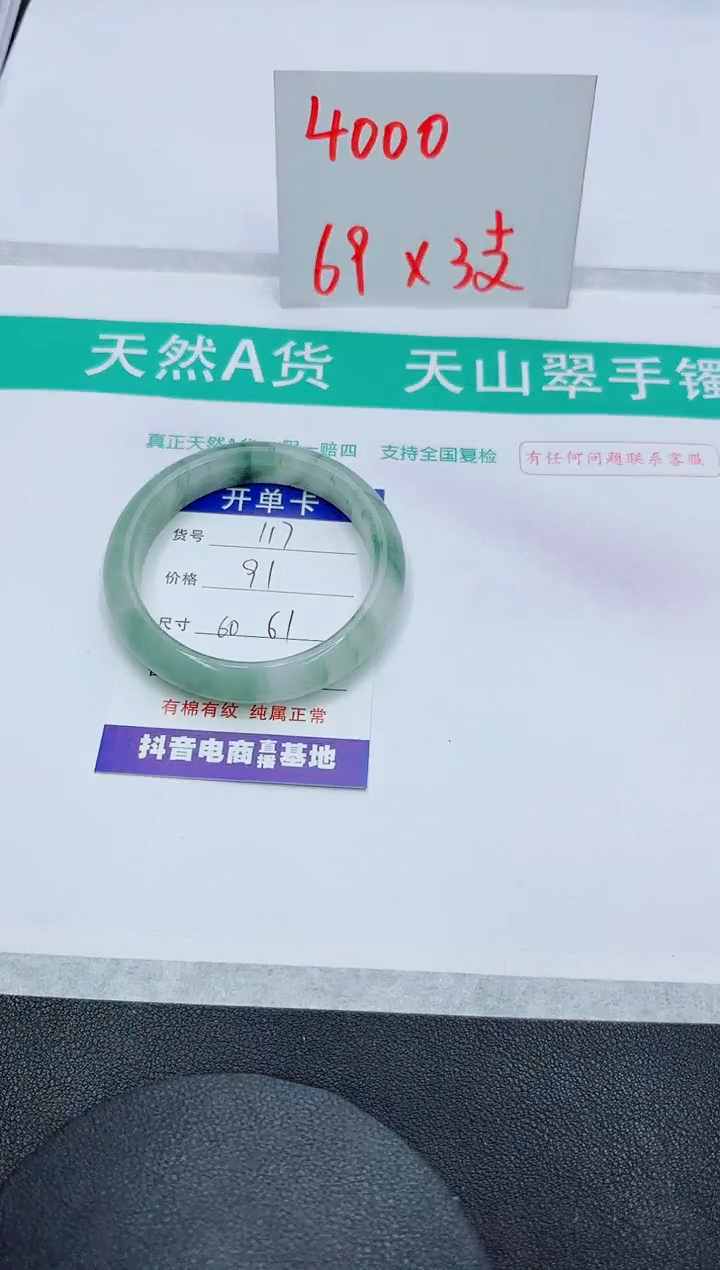 4000
69 x 3支
天然A货 天山翠手镯
真正天然A货 假一赔四 支持全国复检 有任何问题联系客服
开单卡
货号 117
价格 91
尺寸 60 61
有棉有纹 纯属正常
抖音电商直播基地